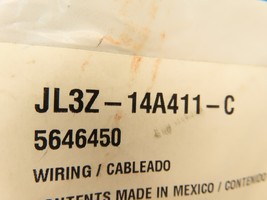 JL3Z-14A411-C
5646450
WIRING / CABLEADO
CONTENTS MADE IN MEXICO / CONTENIDO